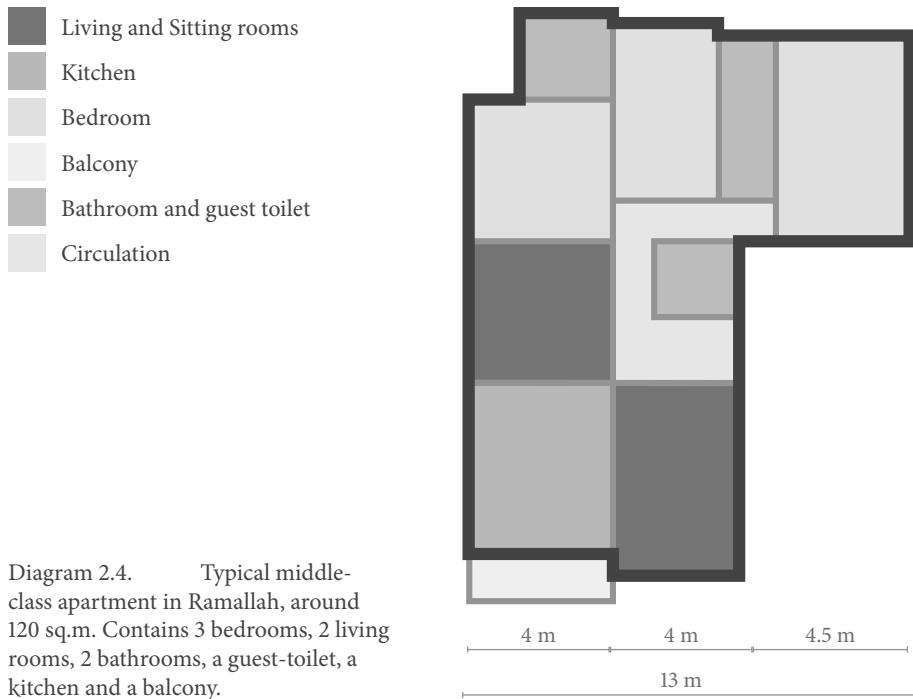 Living and Sitting rooms
Kitchen
Bedroom
Balcony
Bathroom and guest toilet
Circulation
Diagram 2.4. Typical middle-
class apartment in Ramallah, around
120 sq.m. Contains 3 bedrooms, 2 living
rooms, 2 bathrooms, a guest-toilet, a
kitchen and a balcony.
4 m 4 m 4.5 m
13 m